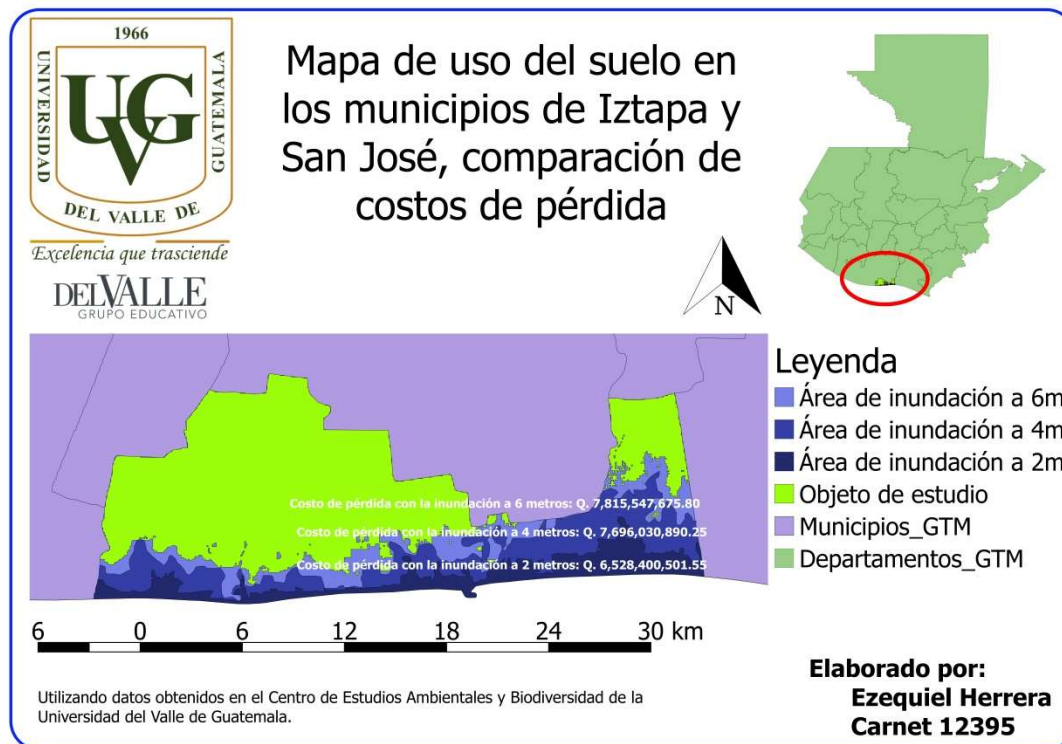 1966
UNIVERSIDAD
UVG
GUATEMALA
DEL VALLE DE
Excelencia que trasciende
DELVALLE
GRUPO EDUCATIVO
Mapa de uso del suelo en
los municipios de Iztapa y
San José, comparación de
costos de pérdida
N
Costo de pérdida con la inundación a 6 metros: Q. 7,815,547,675.80
Costo de pérdida con la inundación a 4 metros: Q. 7,696,030,890.25
Costo de pérdida con la inundación a 2 metros: Q. 6,528,400,501.55
Leyenda
Área de inundación a 6m
Área de inundación a 4m
Área de inundación a 2m
Objeto de estudio
Municipios_GTM
Departamentos_GTM
6 0 6 12 18 24 30 km
Utilizando datos obtenidos en el Centro de Estudios Ambientales y Biodiversidad de la
Universidad del Valle de Guatemala.
Elaborado por:
Ezequiel Herrera
Carnet 12395